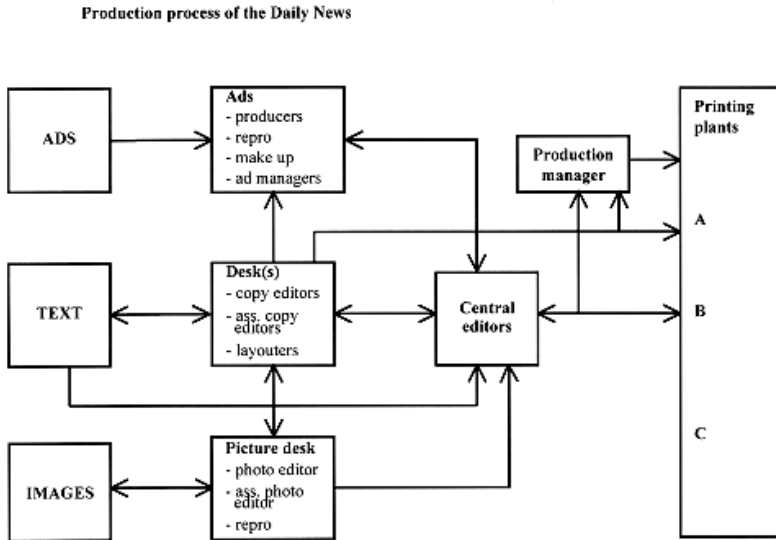 Production process of the Daily News
ADS
Ads
- producers
- repro
- make up
- ad managers
Production
manager
Printing
plants
A
TEXT
Desk(s)
- copy editors
- ass. copy
editors
- layouters
Central
editors
B
IMAGES
Picture desk
- photo editor
- ass. photo
editor
- repro
C